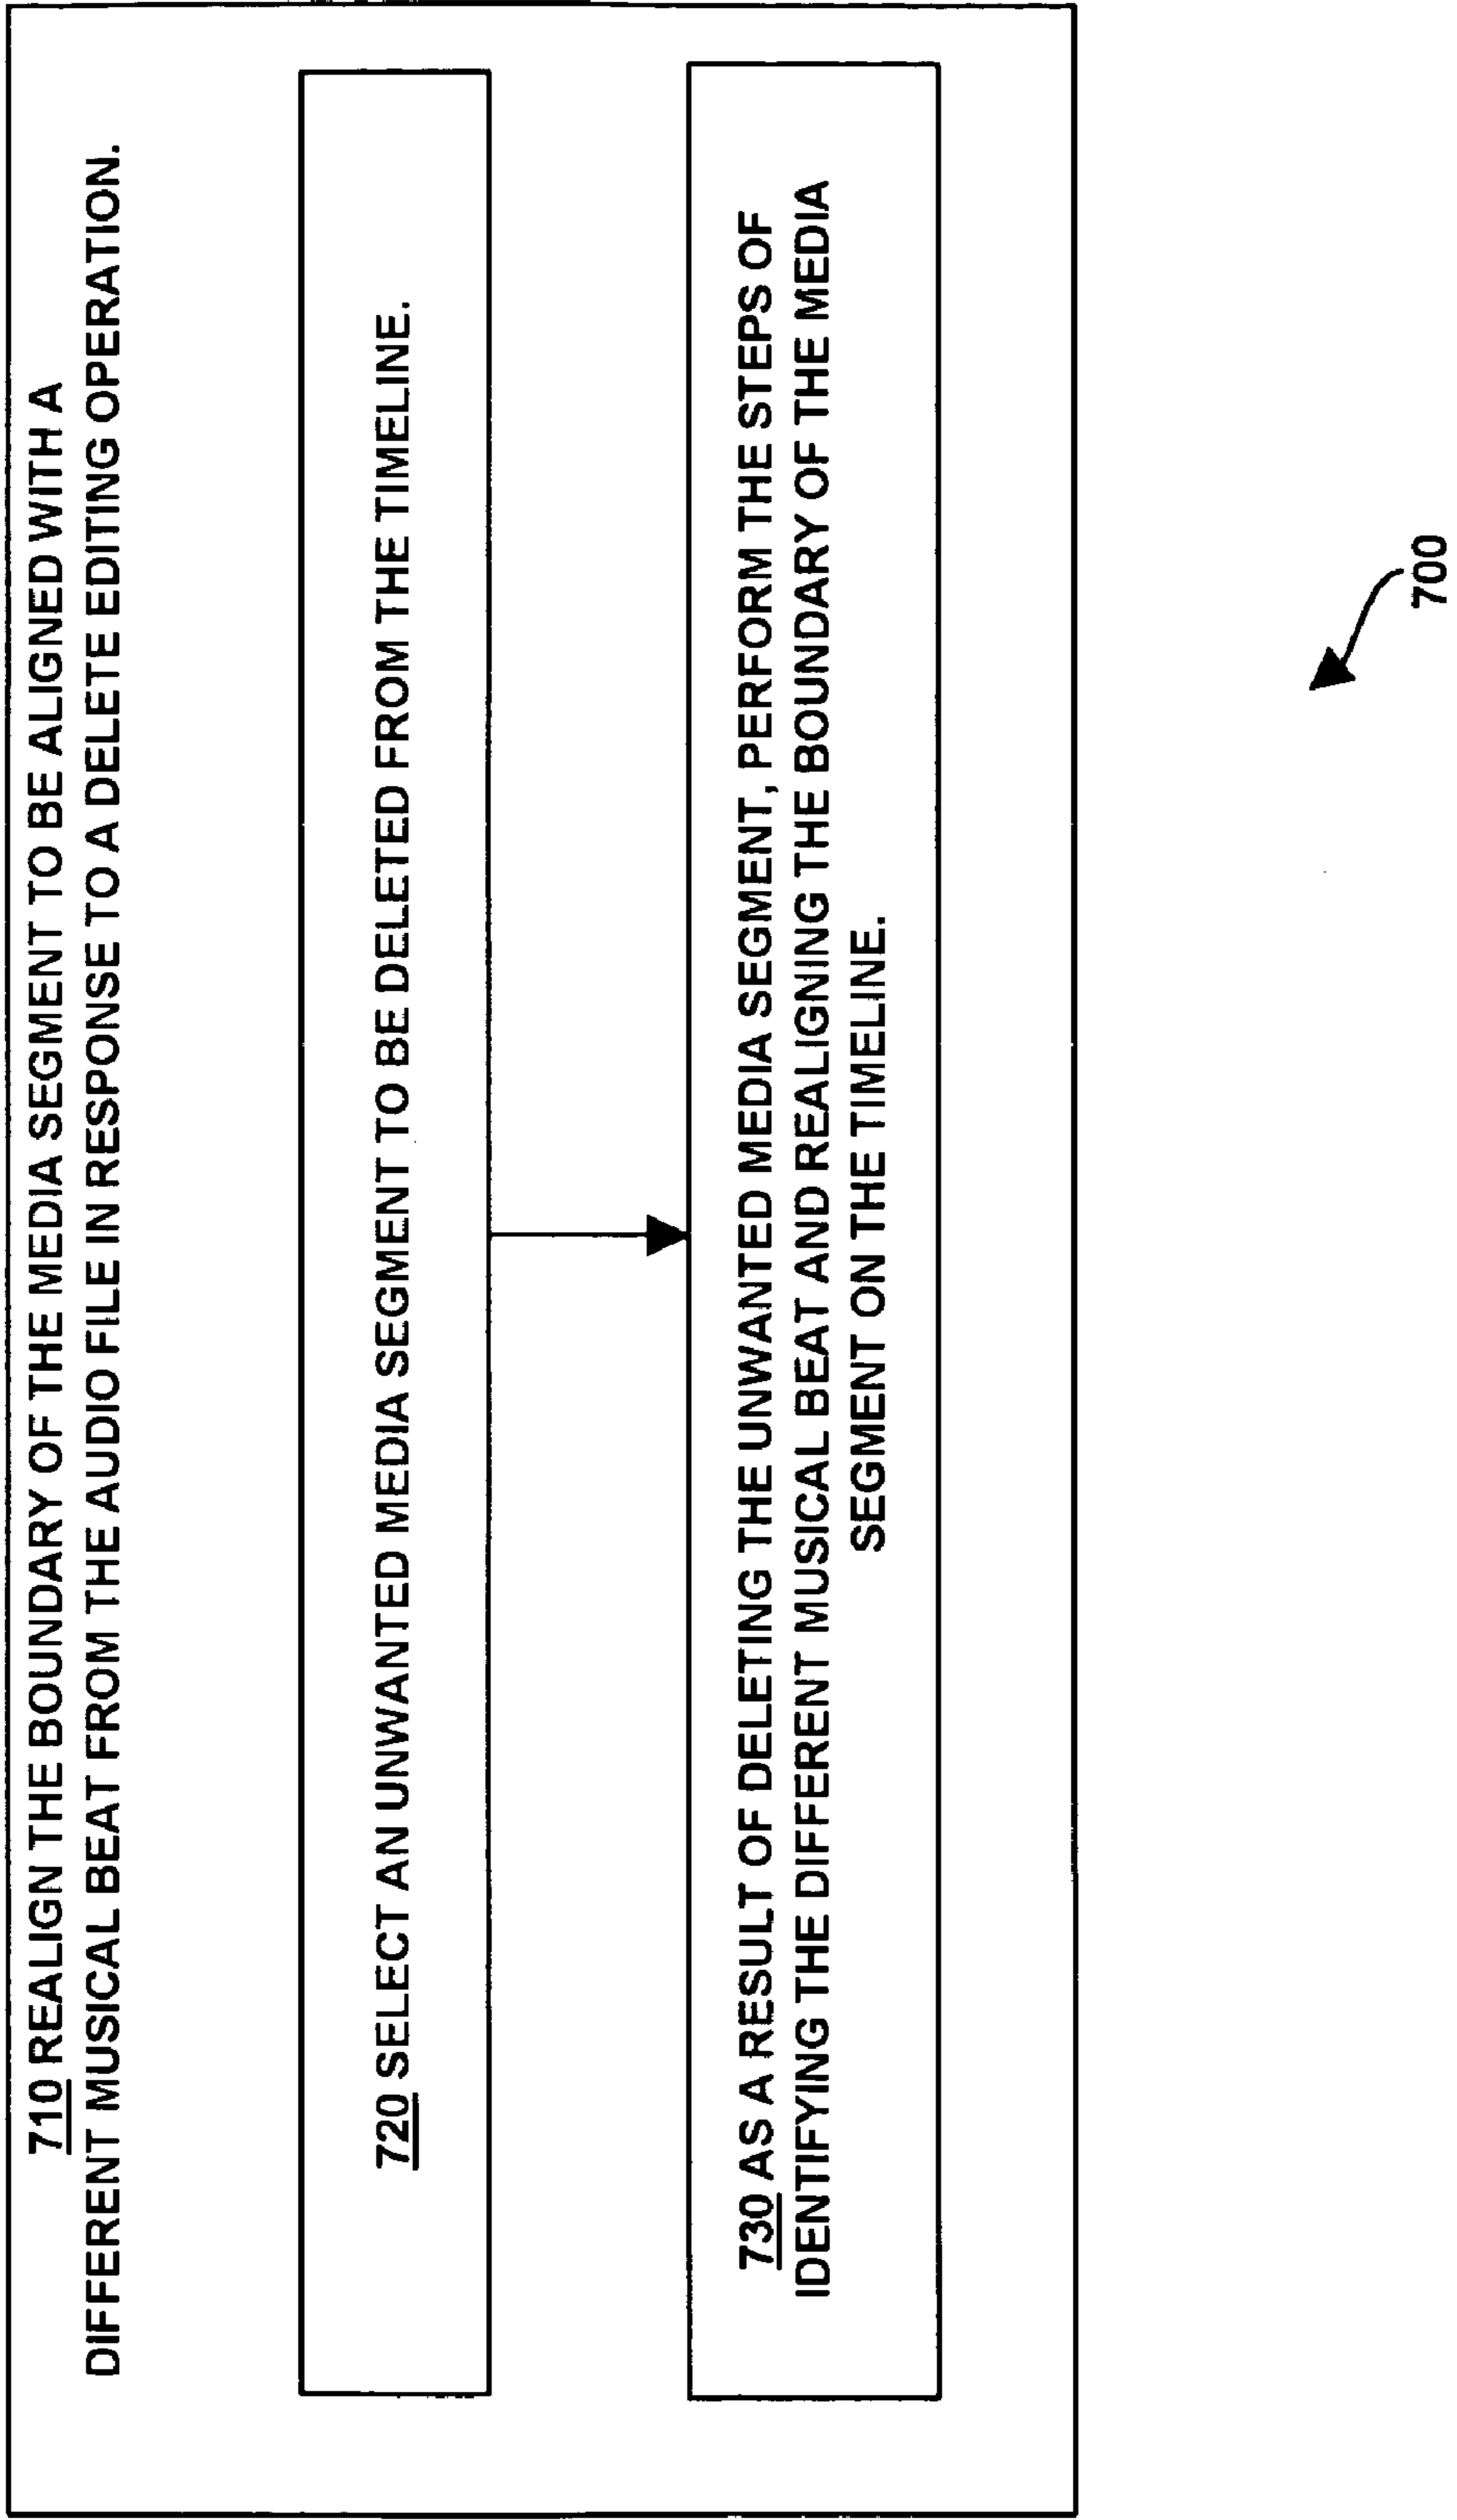 710 REALIGN THE BOUNDARY OF THE MEDIA SEGMENT TO BE ALIGNED WITH A
DIFFERENT MUSICAL BEAT FROM THE AUDIO FILE IN RESPONSE TO A DELETE EDITING OPERATION.
720 SELECT AN UNWANTED MEDIA SEGMENT TO BE DELETED FROM THE TIMELINE.
730 AS A RESULT OF DELETING THE UNWANTED MEDIA SEGMENT, PERFORM THE STEPS OF
IDENTIFYING THE DIFFERENT MUSICAL BEAT AND REALIGNING THE BOUNDARY OF THE MEDIA
SEGMENT ON THE TIMELINE.
700